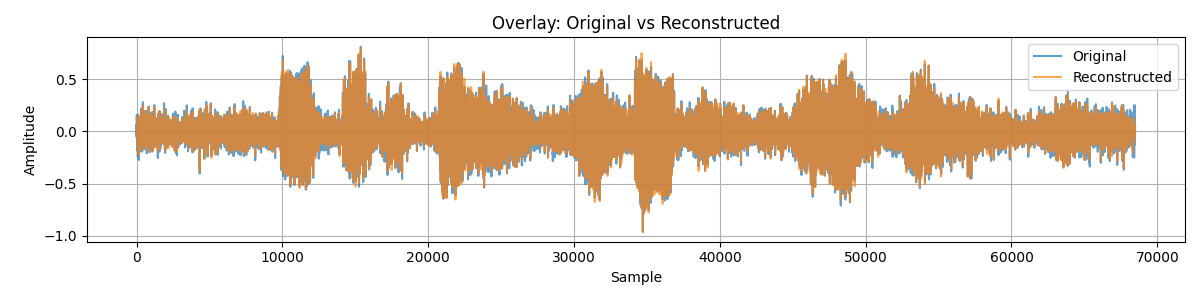 Overlay: Original vs Reconstructed
Original
Reconstructed
Amplitude
0.5
0.0
−0.5
−1.0
0 10000 20000 30000 40000 50000 60000 70000
Sample